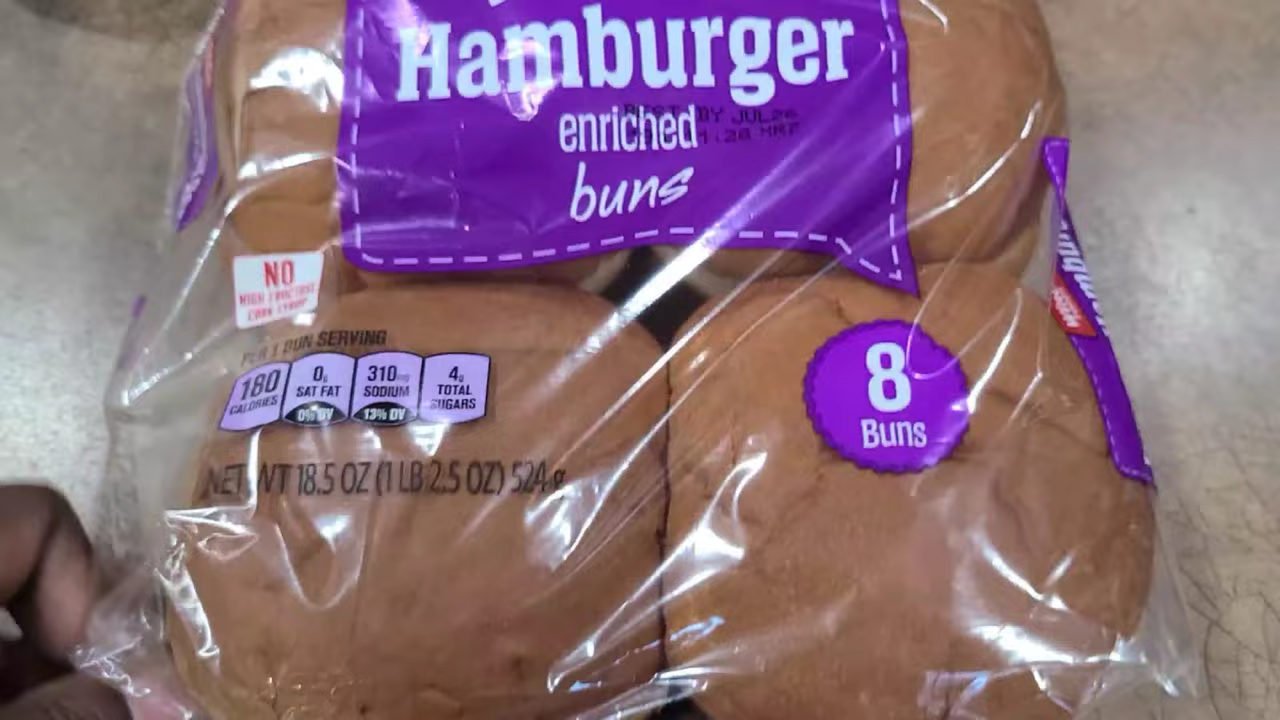 Hamburger
enriched
buns
BEST BY JUL26
NO
HIGH FRUCTOSE
CORN SYRUP
PER 1 BUN SERVING
180
CALORIES
0g
SAT FAT
0% DV
310mg
SODIUM
13% DV
4g
TOTAL
SUGARS
8
Buns
NET WT 18.5 OZ (1 LB 2.5 OZ) 524 g